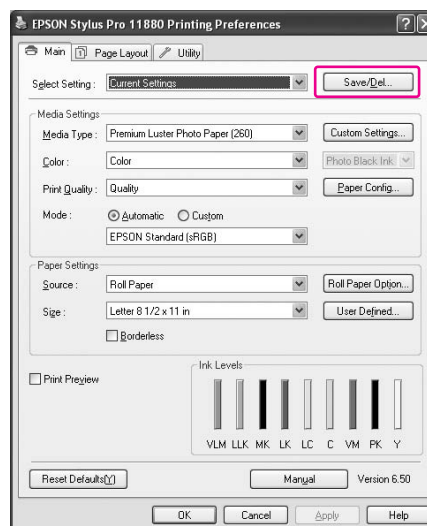 EPSON Stylus Pro 11880 Printing Preferences
Main Page Layout Utility
Select Setting : Current Settings Save/Del...
Media Settings
Media Type : Premium Luster Photo Paper (260) Custom Settings...
Color : Color Photo Black Ink
Print Quality : Quality Paper Config...
Mode : Automatic Custom
EPSON Standard (sRGB)
Paper Settings
Source : Roll Paper Roll Paper Option...
Size : Letter 8 1/2 x 11 in User Defined...
Borderless
Print Preview
Ink Levels
VLM LLK MK LK LC C VM PK Y
Reset Defaults(Y) Manual Version 6.50
OK Cancel Apply Help